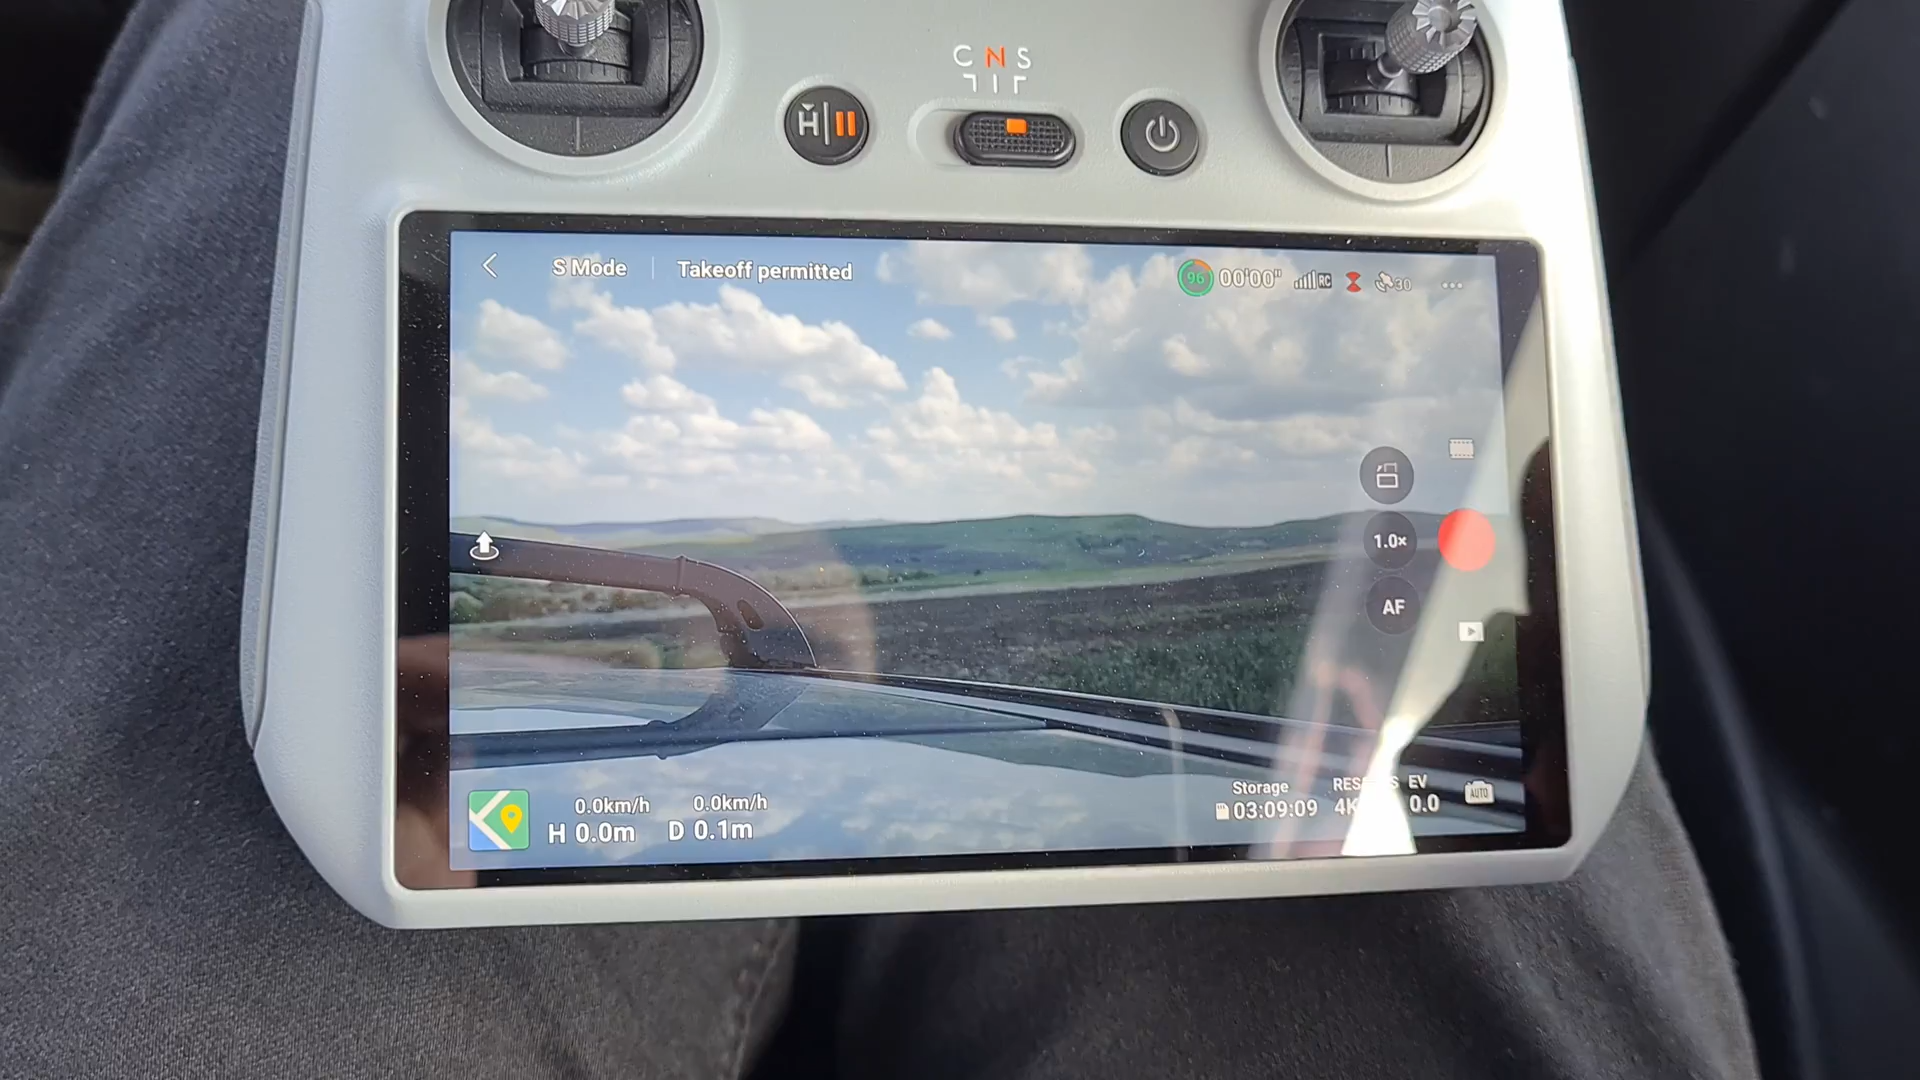 C N S
H
S Mode
Takeoff permitted
96
00'00"
RC
30
1.0×
AF
0.0km/h
0.0km/h
H 0.0m
D 0.1m
Storage
EV
03:09:09
0.0
AUTO